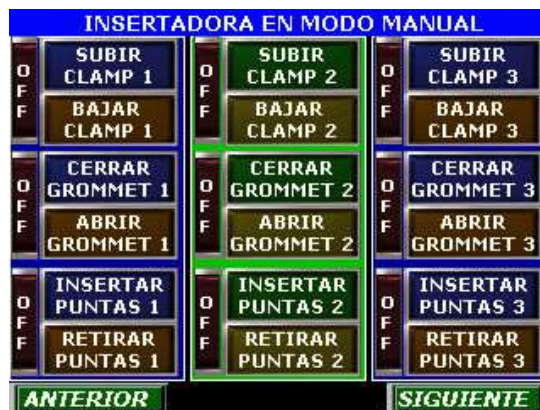 INSERTADORA EN MODO MANUAL
OFF
SUBIR
CLAMP 1
BAJAR
CLAMP 1
OFF
SUBIR
CLAMP 2
BAJAR
CLAMP 2
OFF
SUBIR
CLAMP 3
BAJAR
CLAMP 3
OFF
CERRAR
GROMMET 1
ABRIR
GROMMET 1
OFF
CERRAR
GROMMET 2
ABRIR
GROMMET 2
OFF
CERRAR
GROMMET 3
ABRIR
GROMMET 3
OFF
INSERTAR
PUNTAS 1
RETIRAR
PUNTAS 1
OFF
INSERTAR
PUNTAS 2
RETIRAR
PUNTAS 2
OFF
INSERTAR
PUNTAS 3
RETIRAR
PUNTAS 3
ANTERIOR
SIGUIENTE